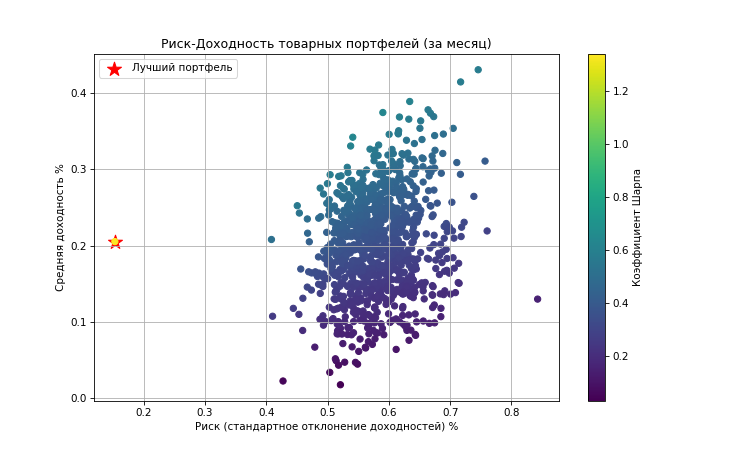 Риск-Доходность товарных портфелей (за месяц)
Лучший портфель
Средняя доходность %
0.4
0.3
0.2
0.1
0.0
0.2 0.3 0.4 0.5 0.6 0.7 0.8
Риск (стандартное отклонение доходностей) %
1.2
1.0
0.8
0.6
0.4
0.2
Коэффициент Шарпа